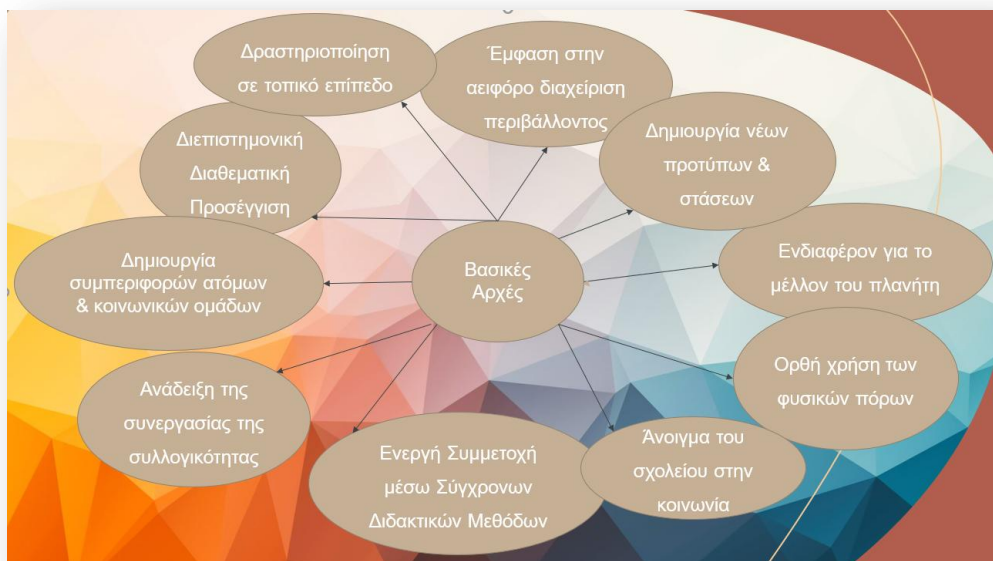 Δραστηριοποίηση
σε τοπικό επίπεδο
Έμφαση στην
αειφόρο διαχείριση
περιβάλλοντος
Δημιουργία νέων
προτύπων &
στάσεων
Ενδιαφέρον για το
μέλλον του πλανήτη
Ορθή χρήση των
φυσικών πόρων
Άνοιγμα του
σχολείου στην
κοινωνία
Ενεργή Συμμετοχή
μέσω Σύγχρονων
Διδακτικών Μεθόδων
Ανάδειξη της
συνεργασίας της
συλλογικότητας
Δημιουργία
συμπεριφορών ατόμων
& κοινωνικών ομάδων
Διεπιστημονική
Διαθεματική
Προσέγγιση
Βασικές
Αρχές